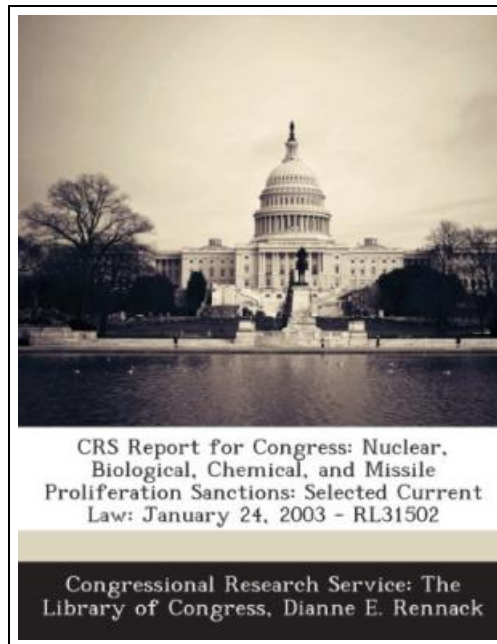 CRS Report for Congress: Nuclear,
Biological, Chemical, and Missile
Proliferation Sanctions: Selected Current
Law: January 24, 2003 - RL31502
Congressional Research Service: The
Library of Congress, Dianne E. Rennack